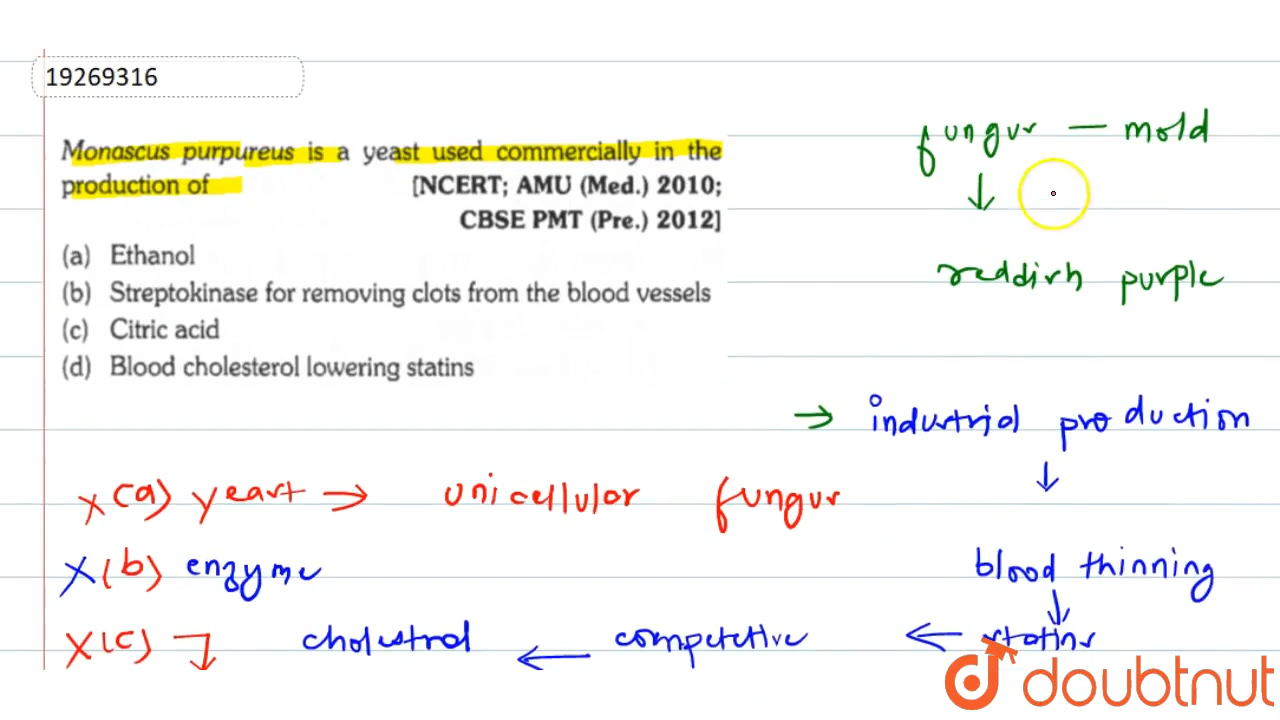 19269316
Monascus purpureus is a yeast used commercially in the
production of [NCERT; AMU (Med.) 2010;
CBSE PMT (Pre.) 2012]
(a) Ethanol
(b) Streptokinase for removing clots from the blood vessels
(c) Citric acid
(d) Blood cholesterol lowering statins
fungus — mold
↓
reddish purple
→ industrial production
↓
X (a) yeast → unicellular fungus
X (b) enzyme
blood thinning
↓
X (c) cholestrol ← competetive ← statins
doubtnut